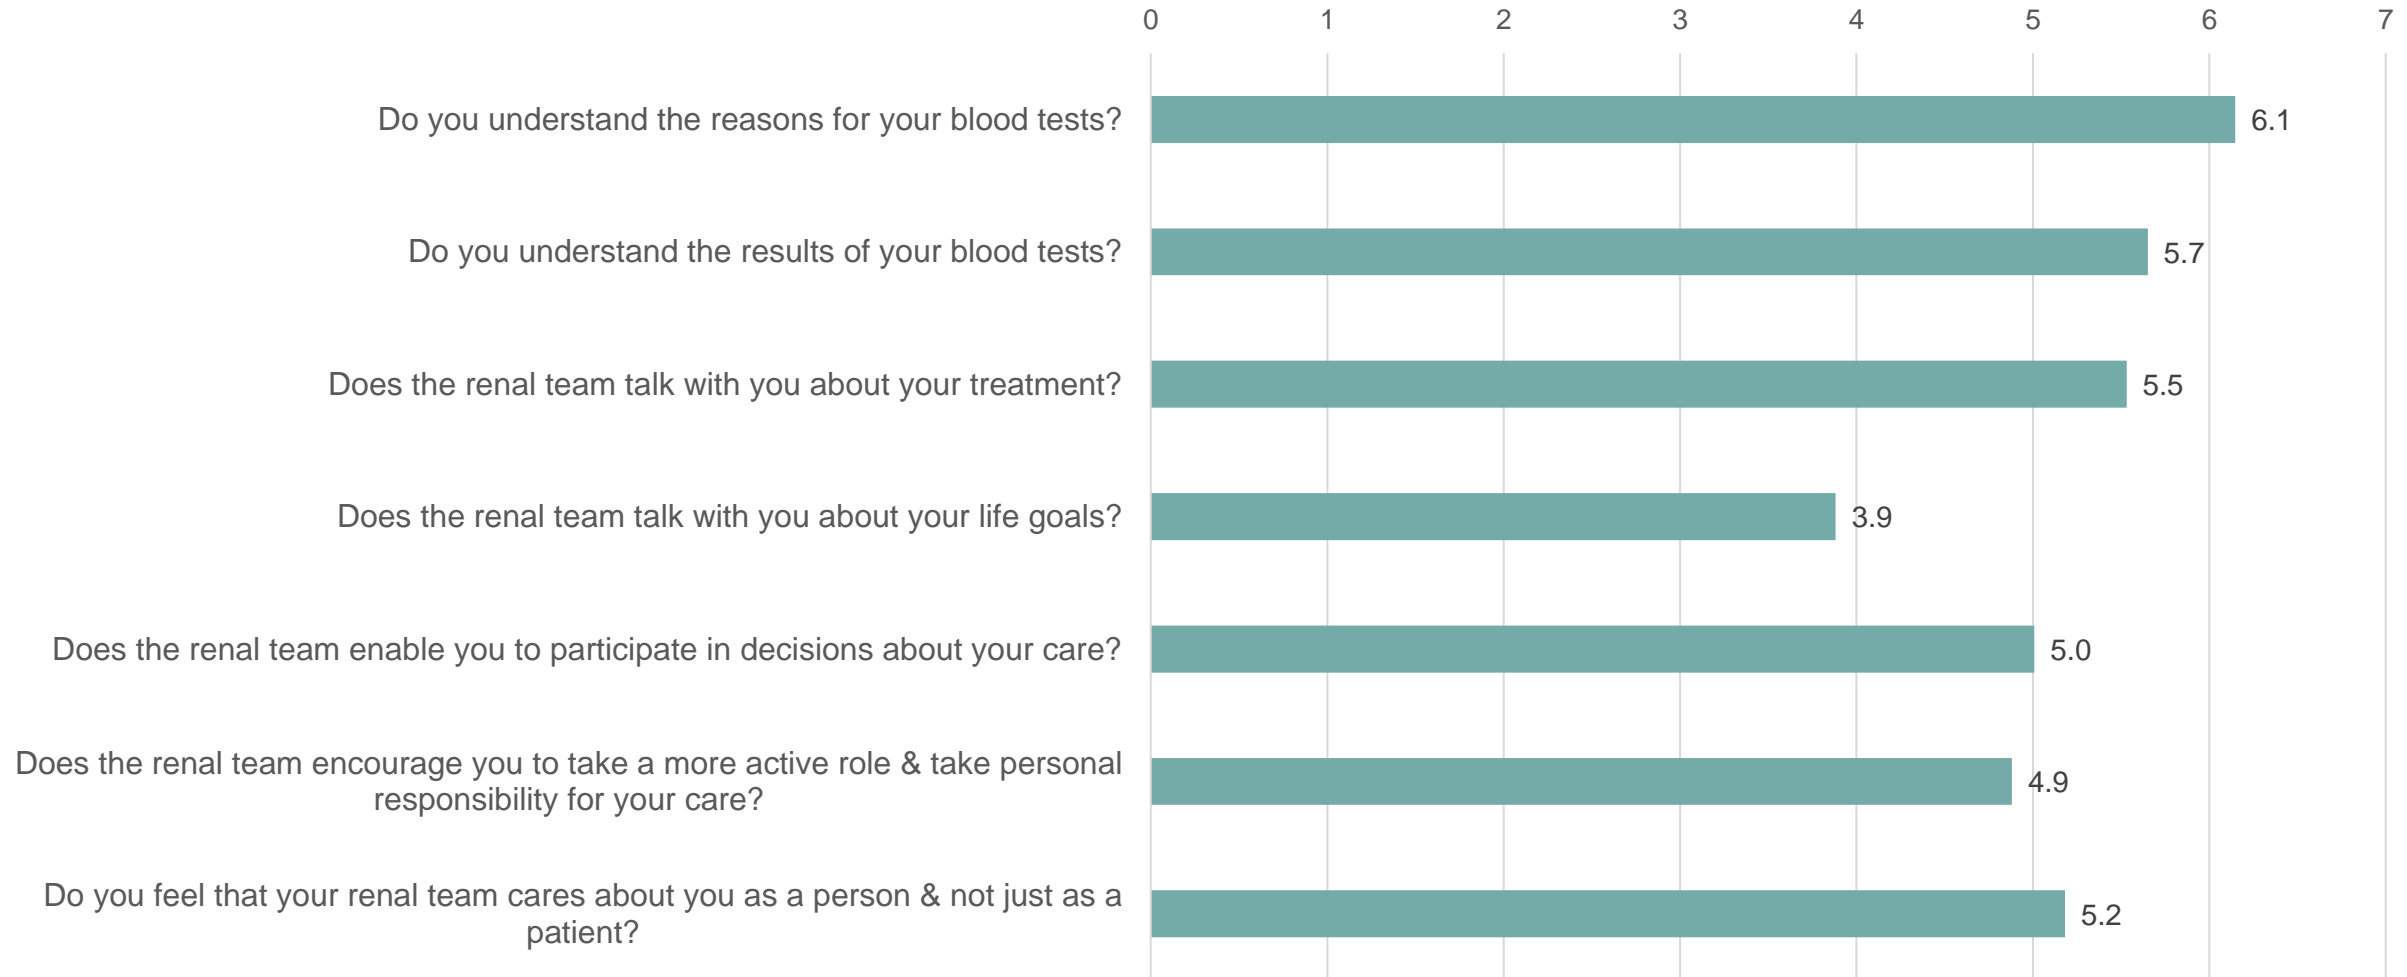 0 1 2 3 4 5 6 7
Do you understand the reasons for your blood tests?
6.1
Do you understand the results of your blood tests?
5.7
Does the renal team talk with you about your treatment?
5.5
Does the renal team talk with you about your life goals?
3.9
Does the renal team enable you to participate in decisions about your care?
5.0
Does the renal team encourage you to take a more active role & take personal
responsibility for your care?
4.9
Do you feel that your renal team cares about you as a person & not just as a
patient?
5.2